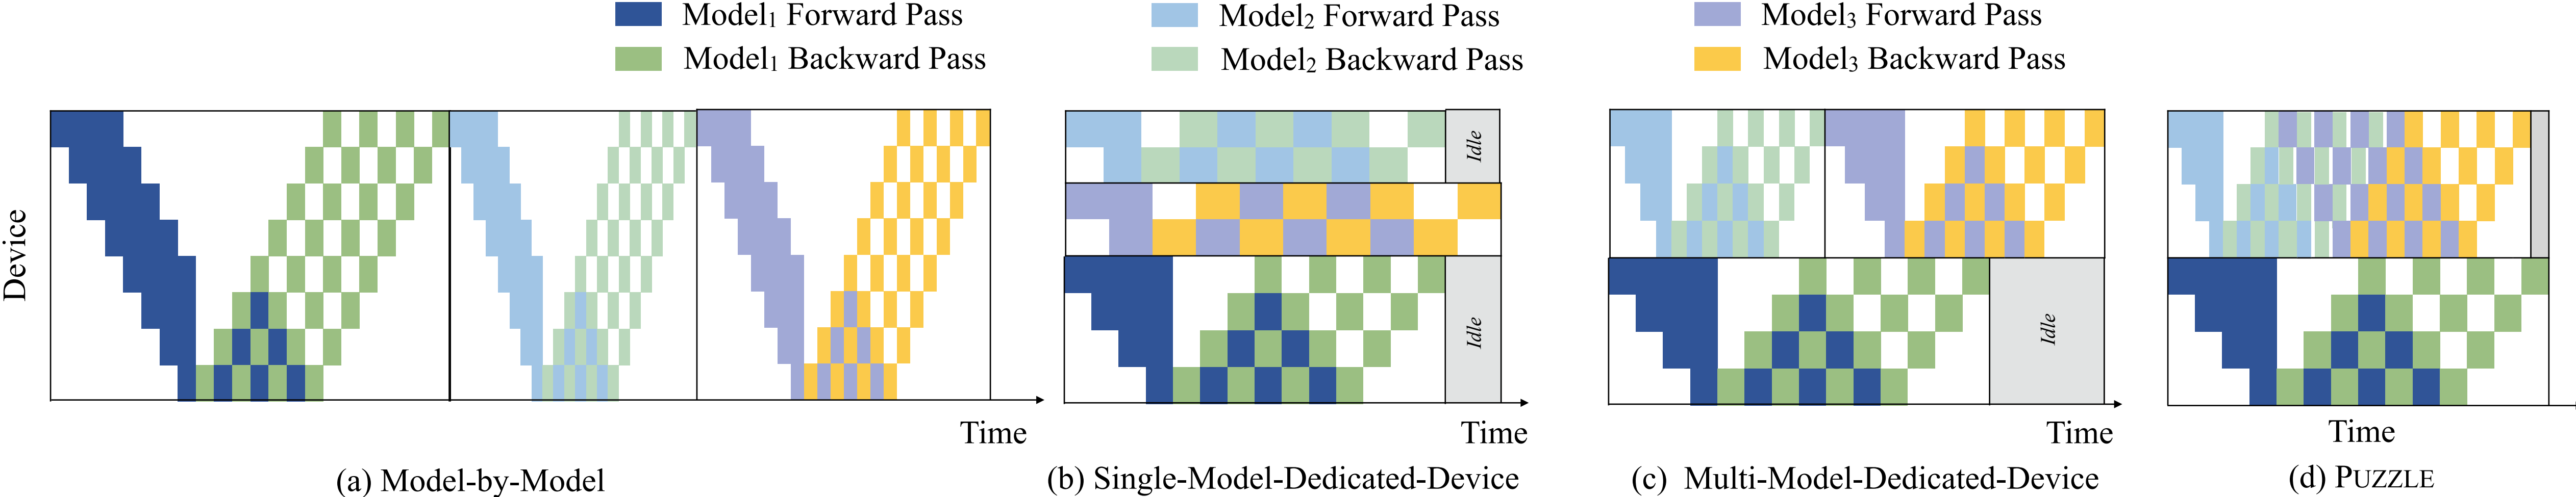 Model₁ Forward Pass
Model₂ Forward Pass
Model₃ Forward Pass
Model₁ Backward Pass
Model₂ Backward Pass
Model₃ Backward Pass
Device
Idle
Idle
Idle
Time
Time
Time
Time
(a) Model-by-Model
(b) Single-Model-Dedicated-Device
(c) Multi-Model-Dedicated-Device
(d) PUZZLE